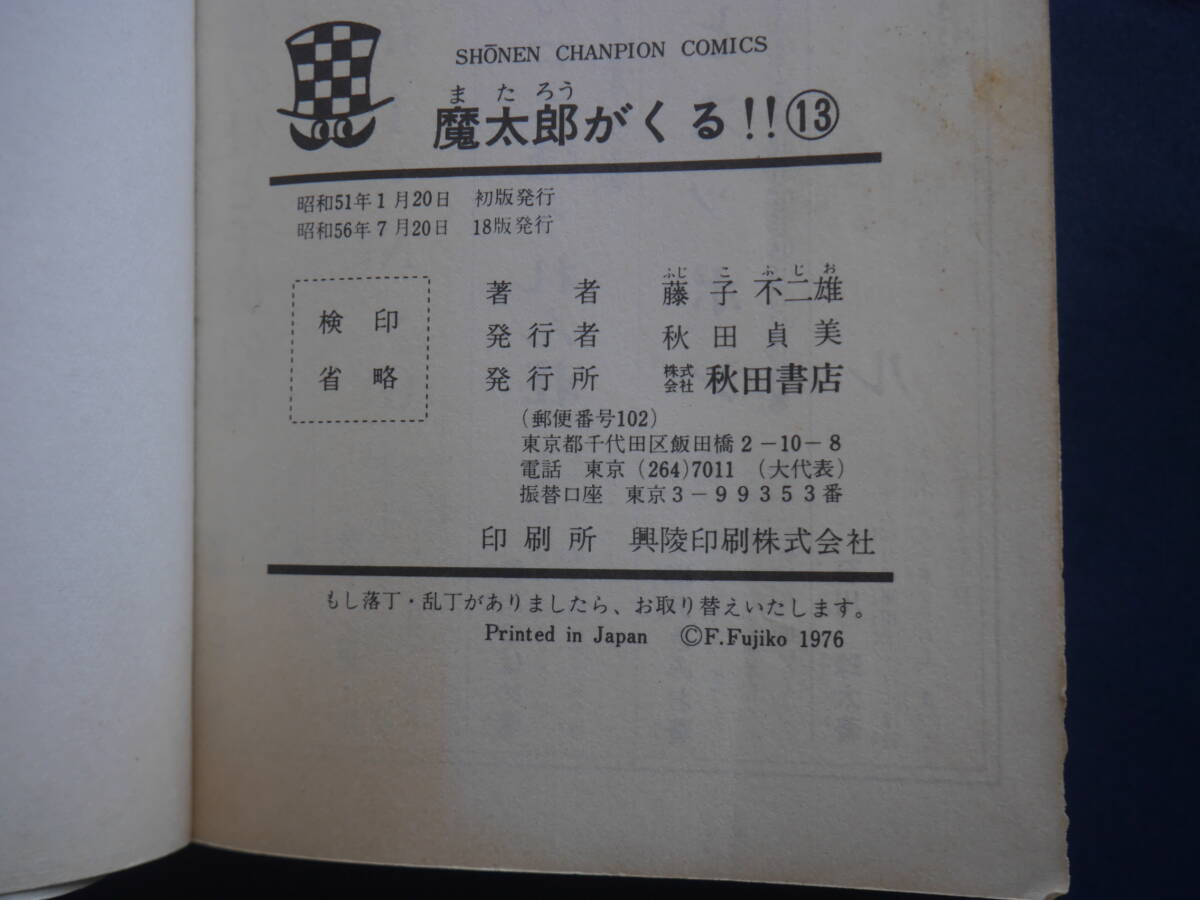 SHŌNEN CHANPION COMICS
ま た ろう
魔太郎がくる!!⑬
昭和51年1月20日 初版発行
昭和56年7月20日 18版発行
検印
省略
ふじ こ ふ じ お
著者 藤子不二雄
発行者 秋田貞美
発行所 株式会社 秋田書店
(郵便番号102)
東京都千代田区飯田橋2-10-8
電話 東京(264)7011 (大代表)
振替口座 東京3-99353番
印刷所 興陵印刷株式会社
もし落丁・乱丁がありましたら、お取り替えいたします。
Printed in Japan ©F.Fujiko 1976